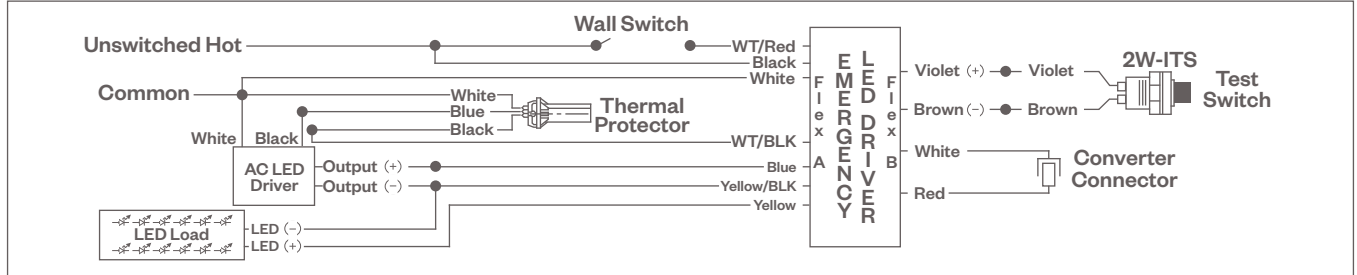 Wall Switch
Unswitched Hot
WT/Red
Black
White
Common
White
Blue
Black
Thermal
Protector
White
Black
WT/BLK
AC LED
Driver
Output (+)
Output (-)
Blue
Yellow/BLK
Yellow
LED Load
LED (-)
LED (+)
Flex A
EMERGENCY
LED DRIVER
Flex B
Violet (+)
Violet
Brown (-)
Brown
2W-ITS
Test
Switch
White
Red
Converter
Connector